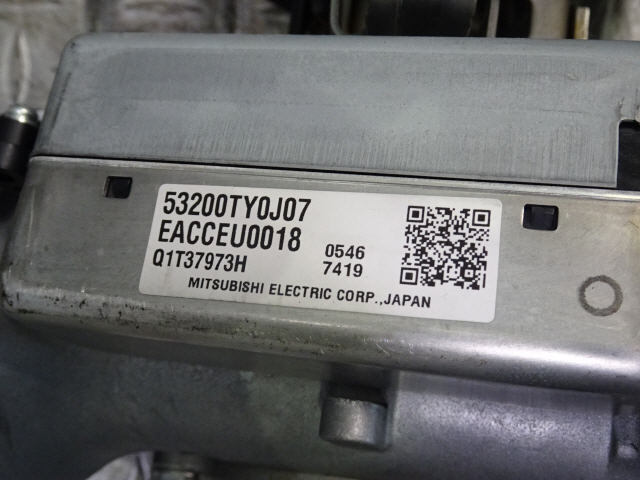 53200TY0J07
EACCEU0018
Q1T37973H
0546
7419
MITSUBISHI ELECTRIC CORP.,JAPAN